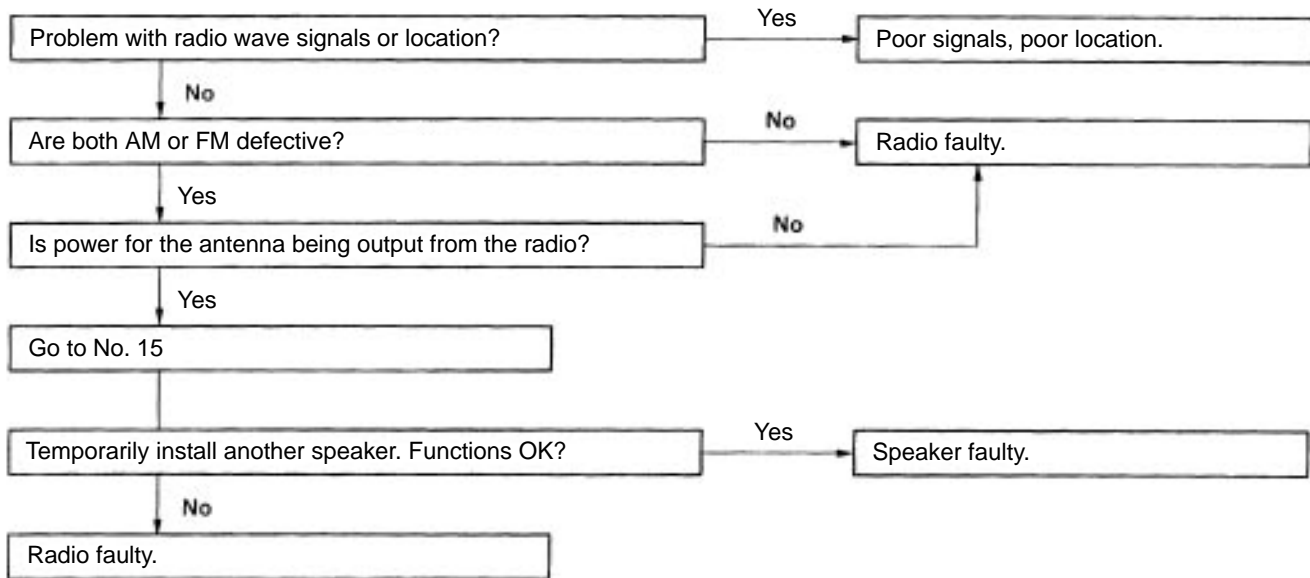 Problem with radio wave signals or location?
Yes
Poor signals, poor location.
No
Are both AM or FM defective?
No
Radio faulty.
Yes
Is power for the antenna being output from the radio?
No
Yes
Go to No. 15
Temporarily install another speaker. Functions OK?
Yes
Speaker faulty.
No
Radio faulty.